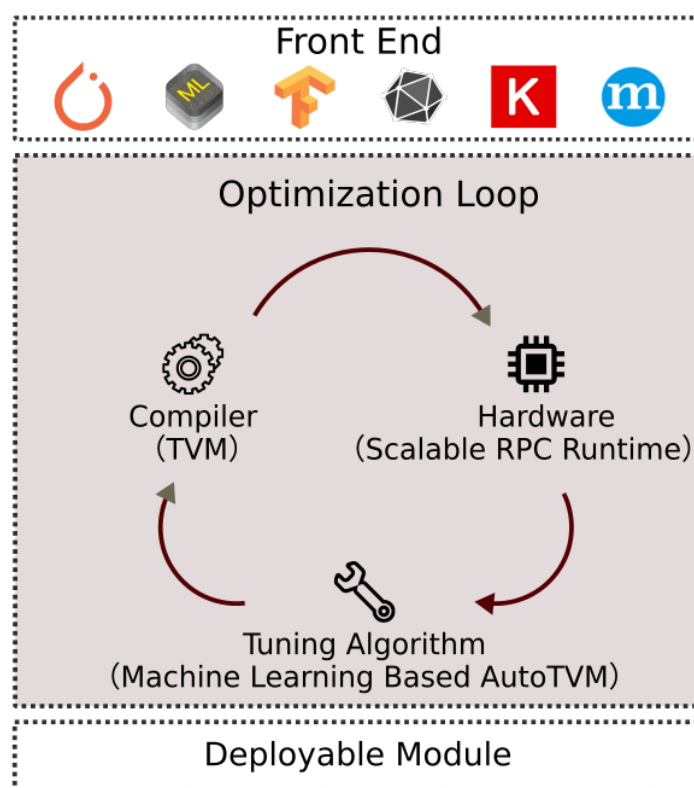 Front End
ML
K
m
Optimization Loop
Compiler
(TVM)
Hardware
(Scalable RPC Runtime)
Tuning Algorithm
(Machine Learning Based AutoTVM)
Deployable Module